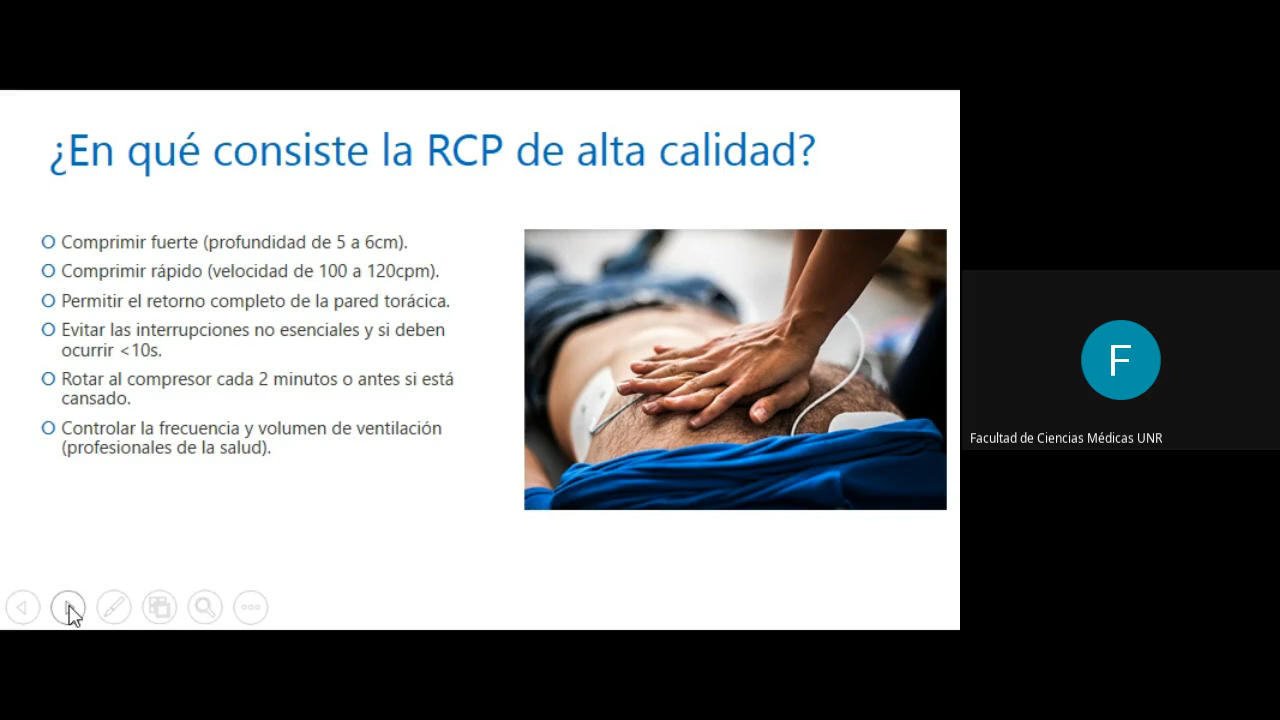 ¿En qué consiste la RCP de alta calidad?
O Comprimir fuerte (profundidad de 5 a 6cm).
O Comprimir rápido (velocidad de 100 a 120cpm).
O Permitir el retorno completo de la pared torácica.
O Evitar las interrupciones no esenciales y si deben
ocurrir <10s.
O Rotar al compresor cada 2 minutos o antes si está
cansado.
O Controlar la frecuencia y volumen de ventilación
(profesionales de la salud).
F
Facultad de Ciencias Médicas UNR